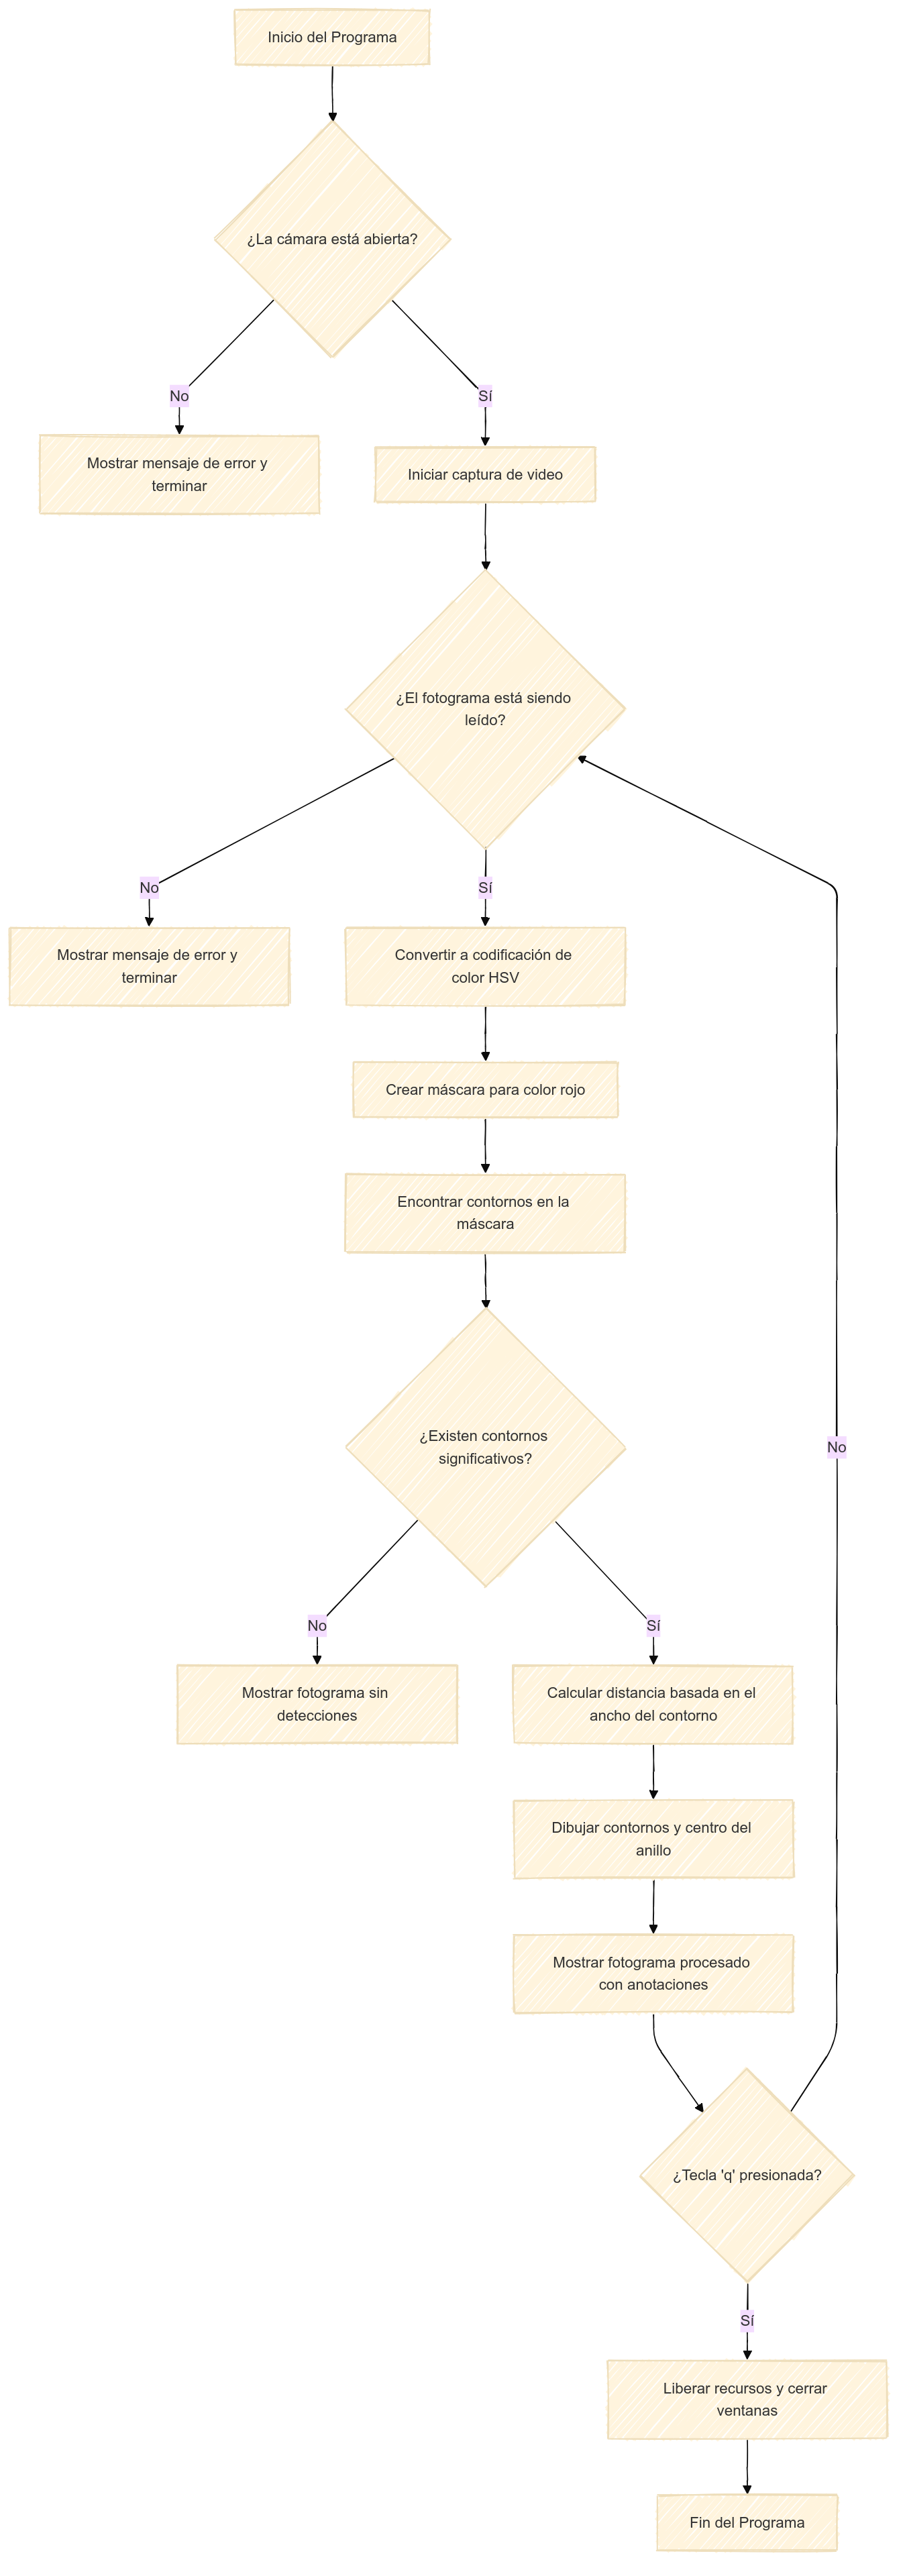 Inicio del Programa
¿La cámara está abierta?
No
Sí
Mostrar mensaje de error y
terminar
Iniciar captura de video
¿El fotograma está siendo
leído?
No
Sí
Mostrar mensaje de error y
terminar
Convertir a codificación de
color HSV
Crear máscara para color rojo
Encontrar contornos en la
máscara
¿Existen contornos
significativos?
No
No
Sí
Mostrar fotograma sin
detecciones
Calcular distancia basada en el
ancho del contorno
Dibujar contornos y centro del
anillo
Mostrar fotograma procesado
con anotaciones
¿Tecla 'q' presionada?
Sí
Liberar recursos y cerrar
ventanas
Fin del Programa